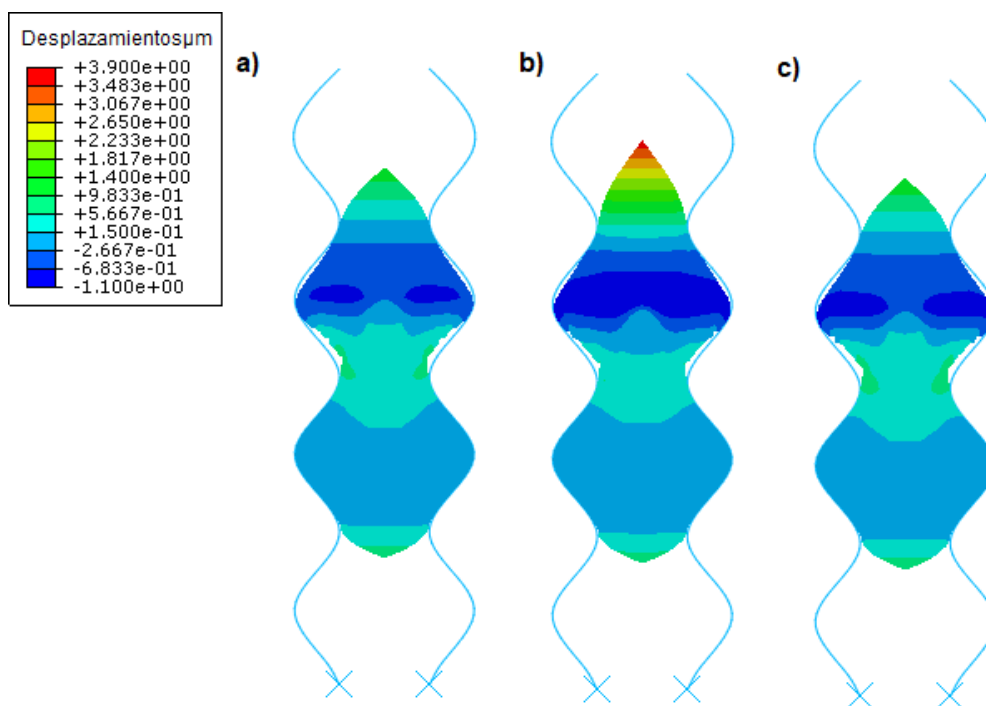 Desplazamientosµm
+3.900e+00
+3.483e+00
+3.067e+00
+2.650e+00
+2.233e+00
+1.817e+00
+1.400e+00
+9.833e-01
+5.667e-01
+1.500e-01
-2.667e-01
-6.833e-01
-1.100e+00
a)
b)
c)